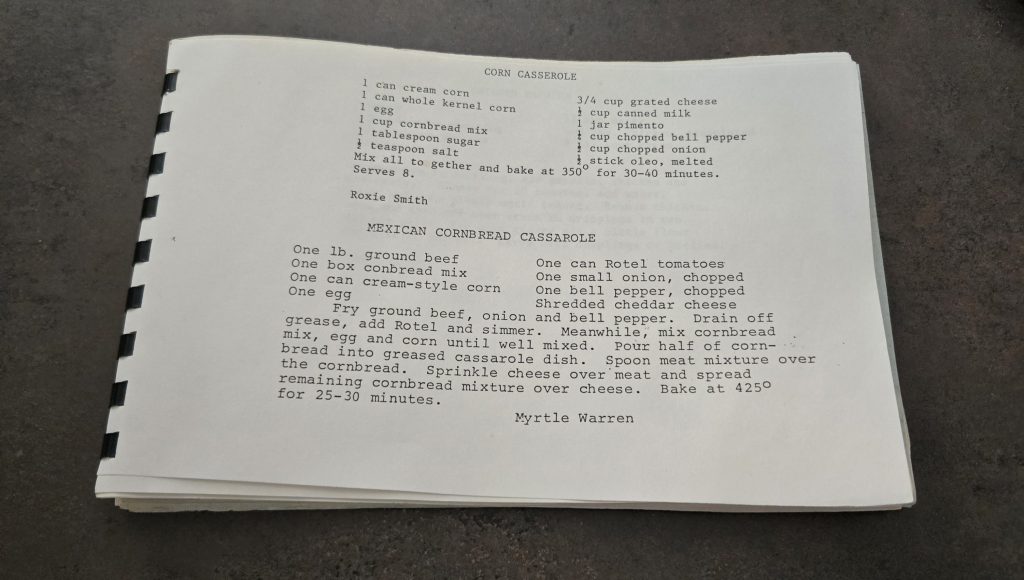 CORN CASSEROLE
1 can cream corn
1 can whole kernel corn
1 egg
1 cup cornbread mix
1 tablespoon sugar
½ teaspoon salt
3/4 cup grated cheese
cup canned milk
1 jar pimento
cup chopped bell pepper
cup chopped onion
½ stick oleo, melted
Mix all to gether and bake at 350° for 30-40 minutes.
Serves 8.
Roxie Smith
MEXICAN CORNBREAD CASSAROLE
One lb. ground beef
One box conbread mix
One can cream-style corn
One egg
One can Rotel tomatoes
One small onion, chopped
One bell pepper, chopped
Shredded cheddar cheese
Fry ground beef, onion and bell pepper. Drain off
grease, add Rotel and simmer. Meanwhile, mix cornbread
mix, egg and corn until well mixed. Pour half of corn-
bread into greased cassarole dish. Spoon meat mixture over
the cornbread. Sprinkle cheese over meat and spread
remaining cornbread mixture over cheese. Bake at 425°
for 25-30 minutes.
Myrtle Warren